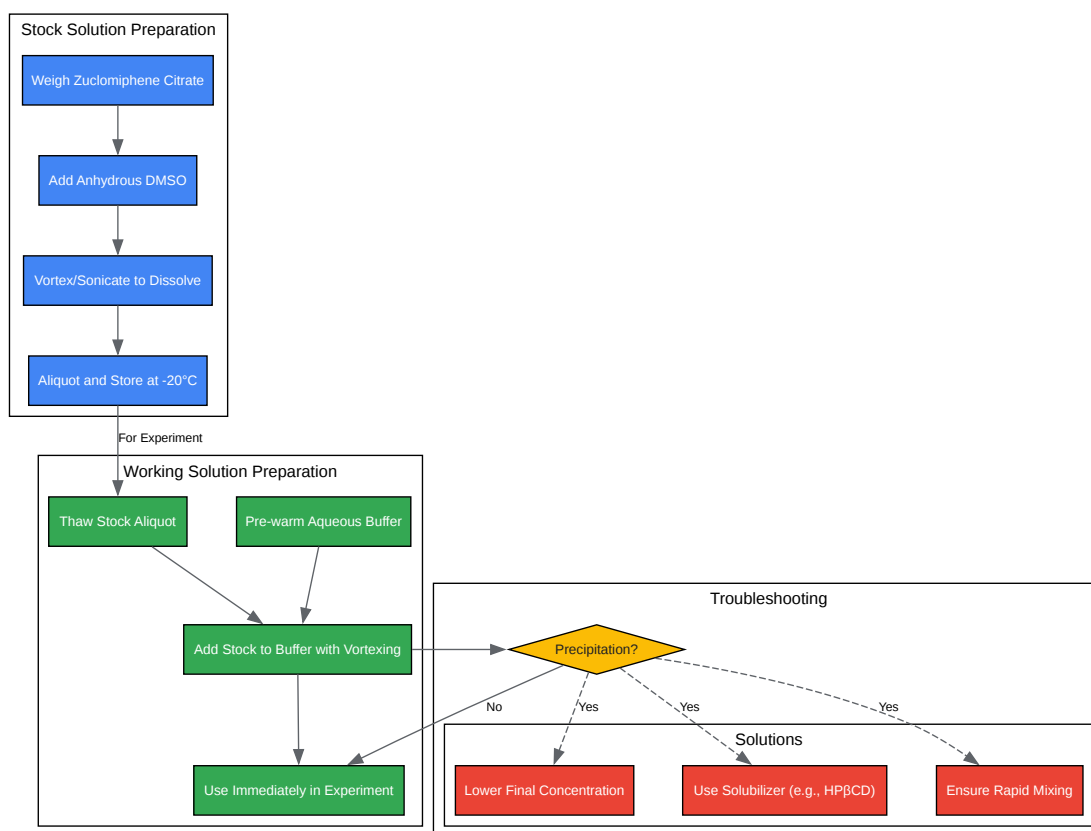 Stock Solution Preparation
Weigh Zuclomiphene Citrate
Add Anhydrous DMSO
Vortex/Sonicate to Dissolve
Aliquot and Store at -20°C
For Experiment
Working Solution Preparation
Thaw Stock Aliquot
Pre-warm Aqueous Buffer
Add Stock to Buffer with Vortexing
Use Immediately in Experiment
Troubleshooting
Precipitation?
No
Yes
Yes
Yes
Solutions
Lower Final Concentration
Use Solubilizer (e.g., HPβCD)
Ensure Rapid Mixing